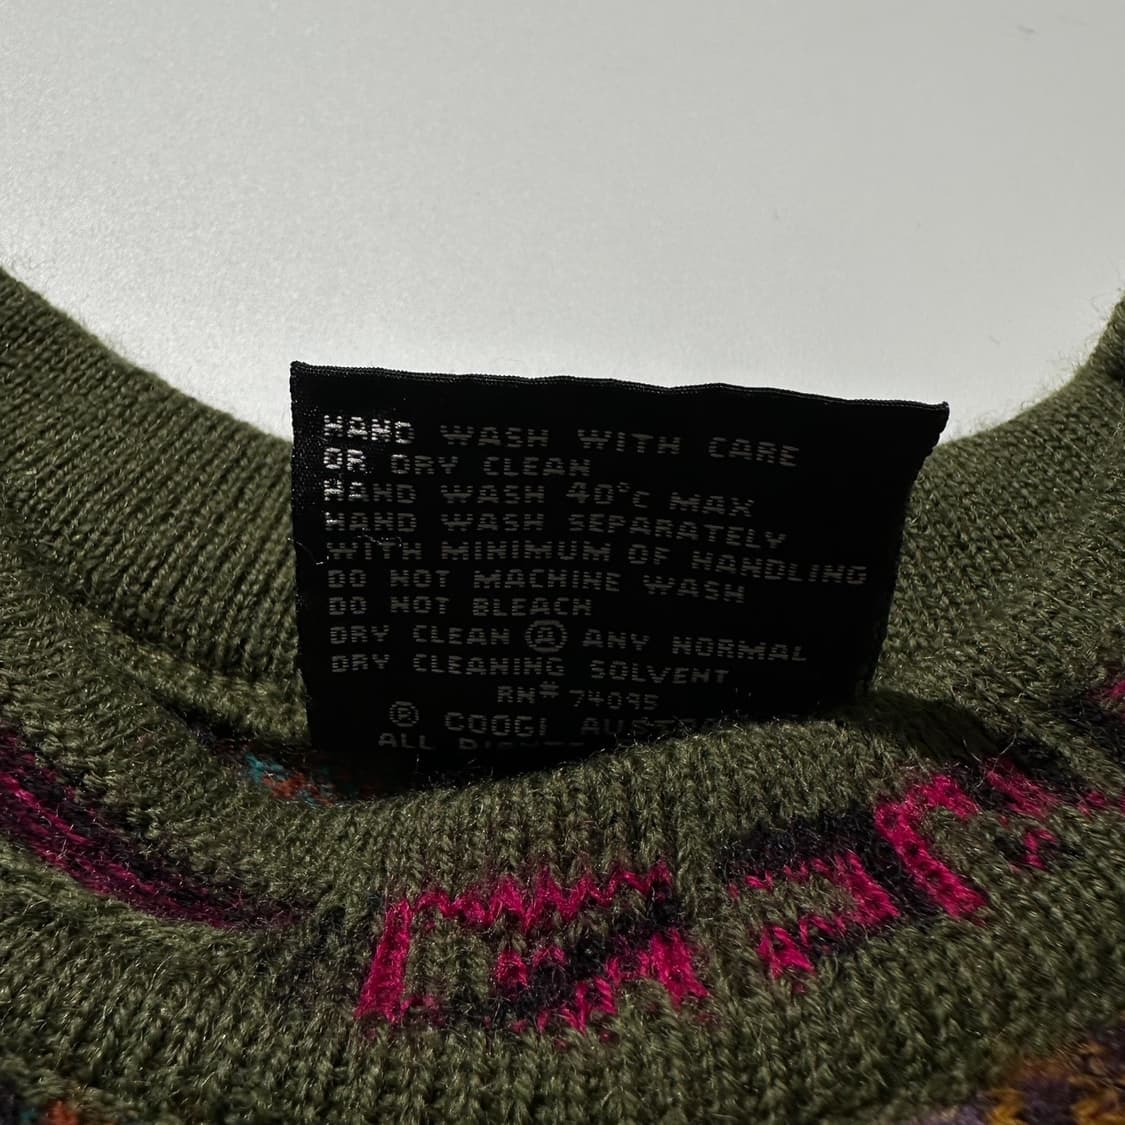 HAND WASH WITH CARE
OR DRY CLEAN
HAND WASH 40°C MAX
HAND WASH SEPARATELY
WITH MINIMUM OF HANDLING
DO NOT MACHINE WASH
DO NOT BLEACH
DRY CLEAN Ⓐ ANY NORMAL
DRY CLEANING SOLVENT
RN# 74095
Ⓟ COOGI
ALL